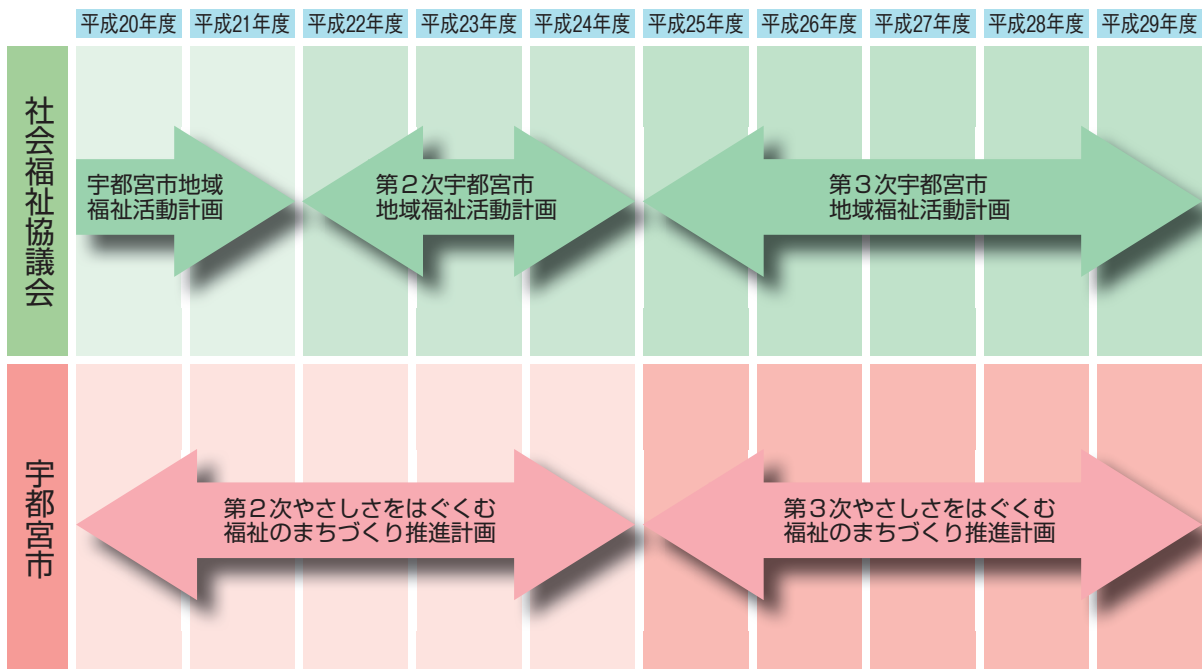 平成20年度 平成21年度 平成22年度 平成23年度 平成24年度 平成25年度 平成26年度 平成27年度 平成28年度 平成29年度
社会福祉協議会
宇都宮市地域
福祉活動計画
第2次宇都宮市
地域福祉活動計画
第3次宇都宮市
地域福祉活動計画
宇都宮市
第2次やさしさをはぐくむ
福祉のまちづくり推進計画
第3次やさしさをはぐくむ
福祉のまちづくり推進計画